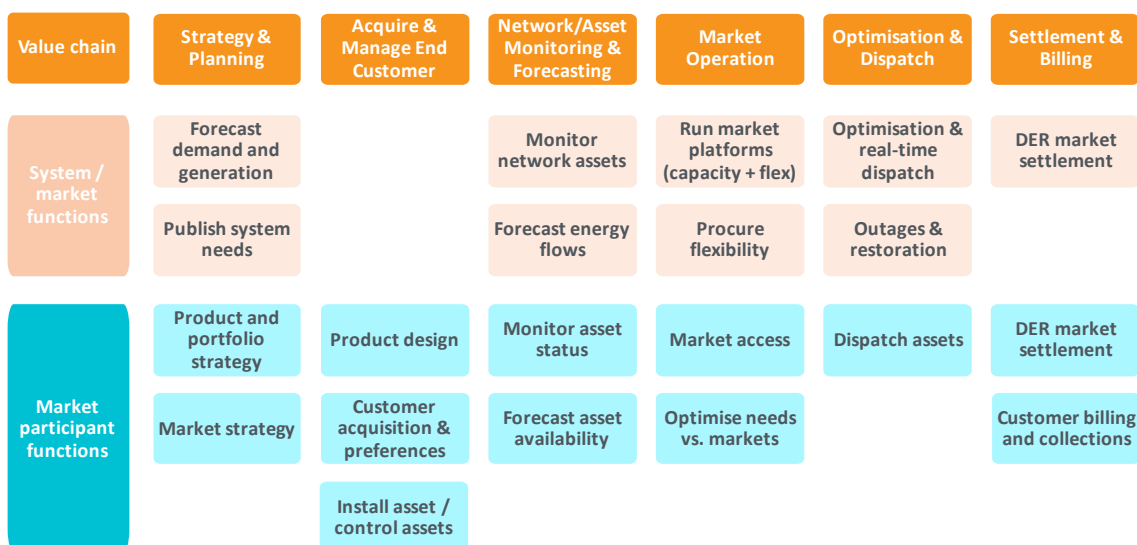 Value chain
Strategy &
Planning
Acquire &
Manage End
Customer
Network/Asset
Monitoring &
Forecasting
Market
Operation
Optimisation &
Dispatch
Settlement &
Billing
System /
market
functions
Forecast
demand and
generation
Monitor
network assets
Run market
platforms
(capacity + flex)
Optimisation &
real-time
dispatch
DER market
settlement
Publish system
needs
Forecast energy
flows
Procure
flexibility
Outages &
restoration
Market
participant
functions
Product and
portfolio
strategy
Product design
Monitor asset
status
Market access
Dispatch assets
DER market
settlement
Market strategy
Customer
acquisition &
preferences
Forecast asset
availability
Optimise needs
vs. markets
Customer billing
and collections
Install asset /
control assets